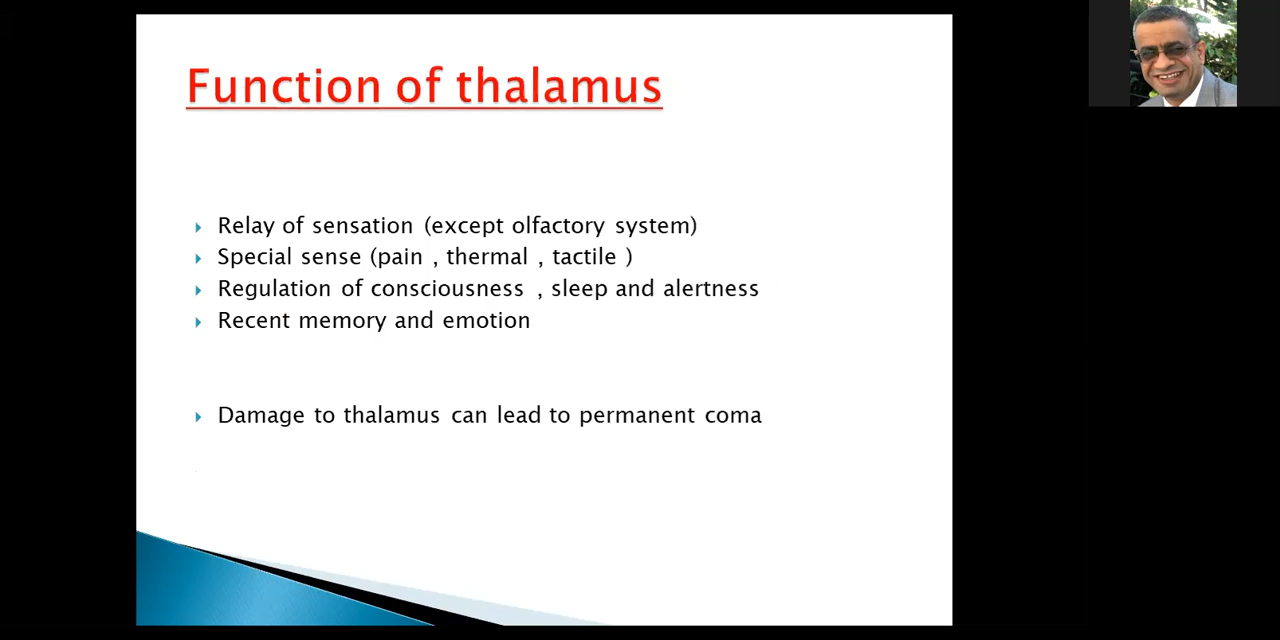 Function of thalamus
Relay of sensation (except olfactory system)
Special sense (pain , thermal , tactile )
Regulation of consciousness , sleep and alertness
Recent memory and emotion
Damage to thalamus can lead to permanent coma